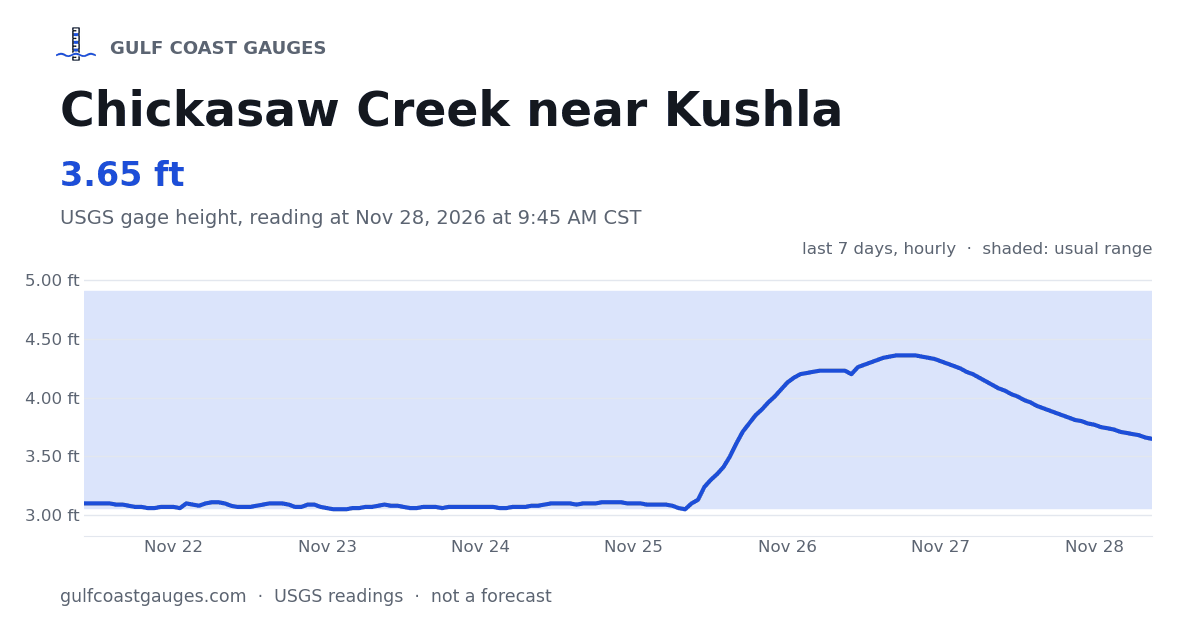 GULF COAST GAUGES
Chickasaw Creek near Kushla
3.65 ft
USGS gage height, reading at Nov 28, 2026 at 9:45 AM CST
last 7 days, hourly · shaded: usual range
5.00 ft
4.50 ft
4.00 ft
3.50 ft
3.00 ft
Nov 22 Nov 23 Nov 24 Nov 25 Nov 26 Nov 27 Nov 28
gulfcoastgauges.com · USGS readings · not a forecast